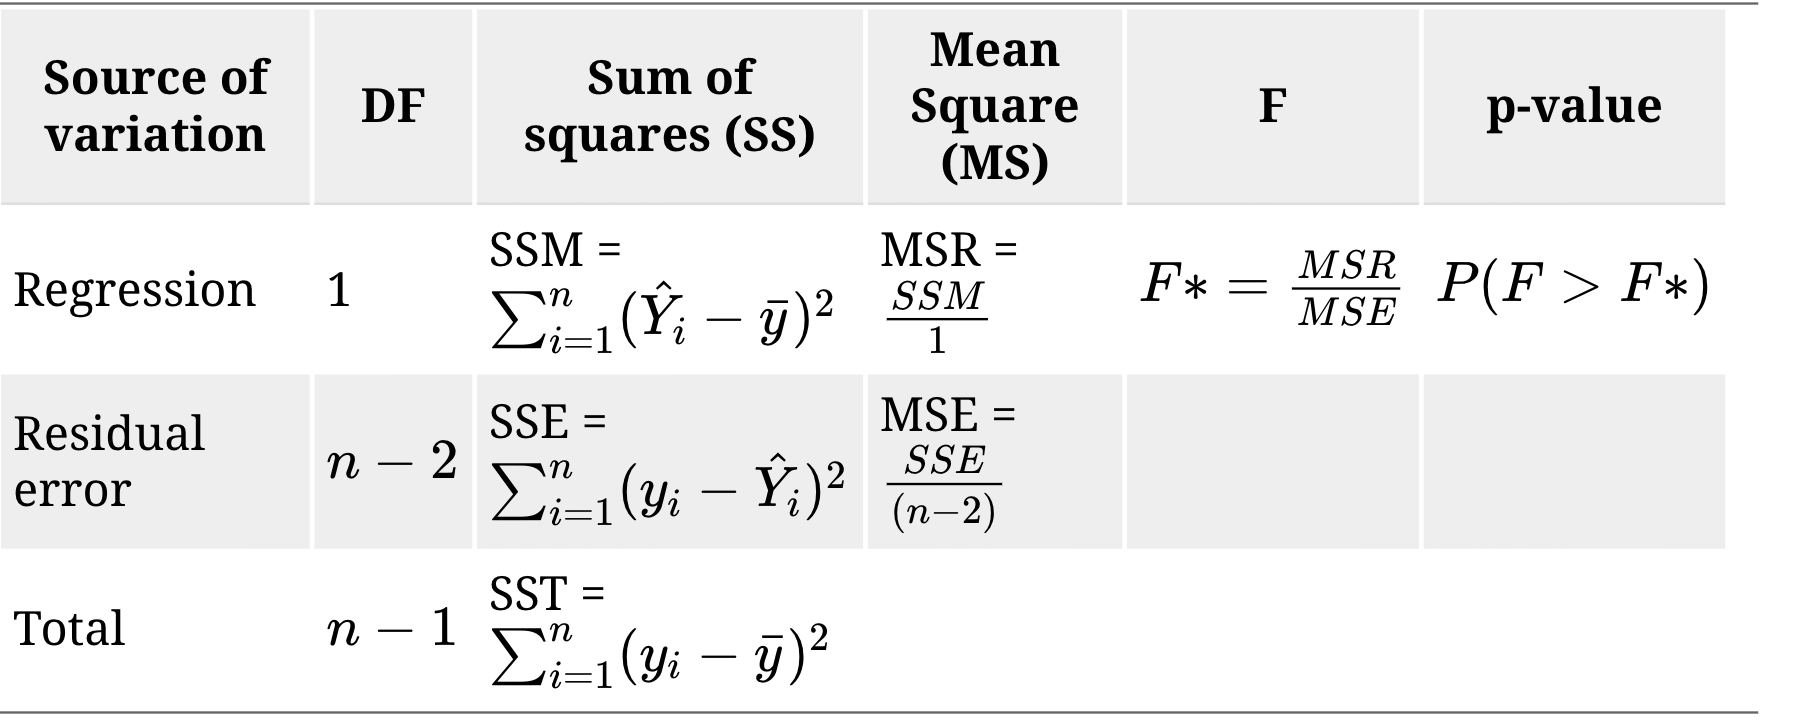 Source of variation | DF | Sum of squares (SS) | Mean Square (MS) | F | p-value
Regression | 1 | SSM = \sum_{i=1}^{n}(\hat{Y}_i - \bar{y})^2 | MSR = \frac{SSM}{1} | F* = \frac{MSR}{MSE} | P(F > F*)
Residual error | n - 2 | SSE = \sum_{i=1}^{n}(y_i - \hat{Y}_i)^2 | MSE = \frac{SSE}{(n-2)}
Total | n - 1 | SST = \sum_{i=1}^{n}(y_i - \bar{y})^2